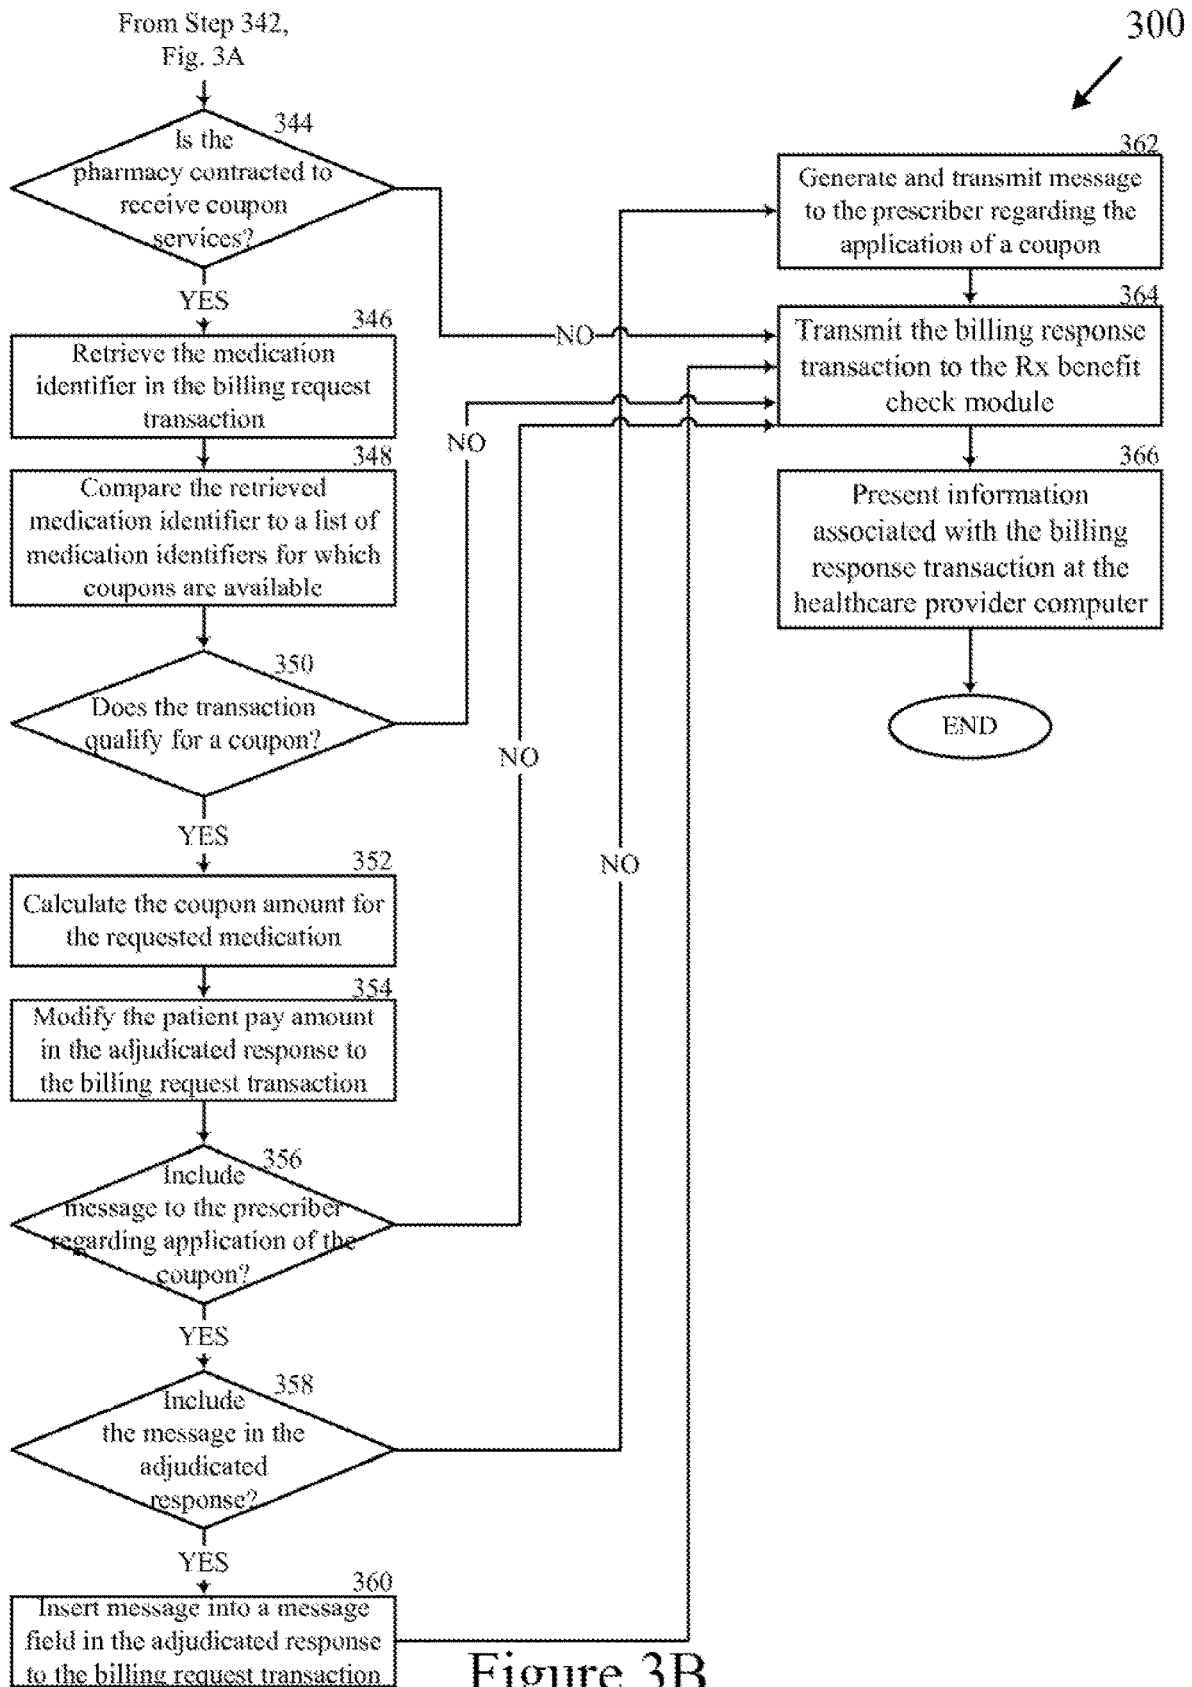 From Step 342,
Fig. 3A
300
344
Is the
pharmacy contracted to
receive coupon
services?
YES
NO
346
Retrieve the medication
identifier in the billing request
transaction
348
Compare the retrieved
medication identifier to a list of
medication identifiers for which
coupons are available
350
Does the transaction
qualify for a coupon?
NO
YES
352
Calculate the coupon amount for
the requested medication
354
Modify the patient pay amount
in the adjudicated response to
the billing request transaction
356
Include
message to the prescriber
regarding application of the
coupon?
NO
YES
358
Include
the message in the
adjudicated
response?
NO
YES
360
Insert message into a message
field in the adjudicated response
to the billing request transaction
362
Generate and transmit message
to the prescriber regarding the
application of a coupon
364
Transmit the billing response
transaction to the Rx benefit
check module
366
Present information
associated with the billing
response transaction at the
healthcare provider computer
END
Figure 3B